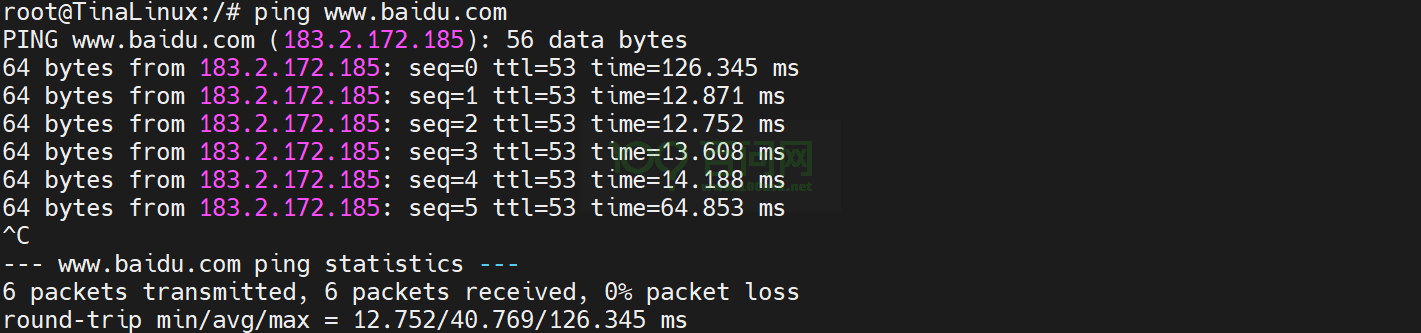 root@TinaLinux:/# ping www.baidu.com
PING www.baidu.com (183.2.172.185): 56 data bytes
64 bytes from 183.2.172.185: seq=0 ttl=53 time=126.345 ms
64 bytes from 183.2.172.185: seq=1 ttl=53 time=12.871 ms
64 bytes from 183.2.172.185: seq=2 ttl=53 time=12.752 ms
64 bytes from 183.2.172.185: seq=3 ttl=53 time=13.608 ms
64 bytes from 183.2.172.185: seq=4 ttl=53 time=14.188 ms
64 bytes from 183.2.172.185: seq=5 ttl=53 time=64.853 ms
^C
--- www.baidu.com ping statistics ---
6 packets transmitted, 6 packets received, 0% packet loss
round-trip min/avg/max = 12.752/40.769/126.345 ms